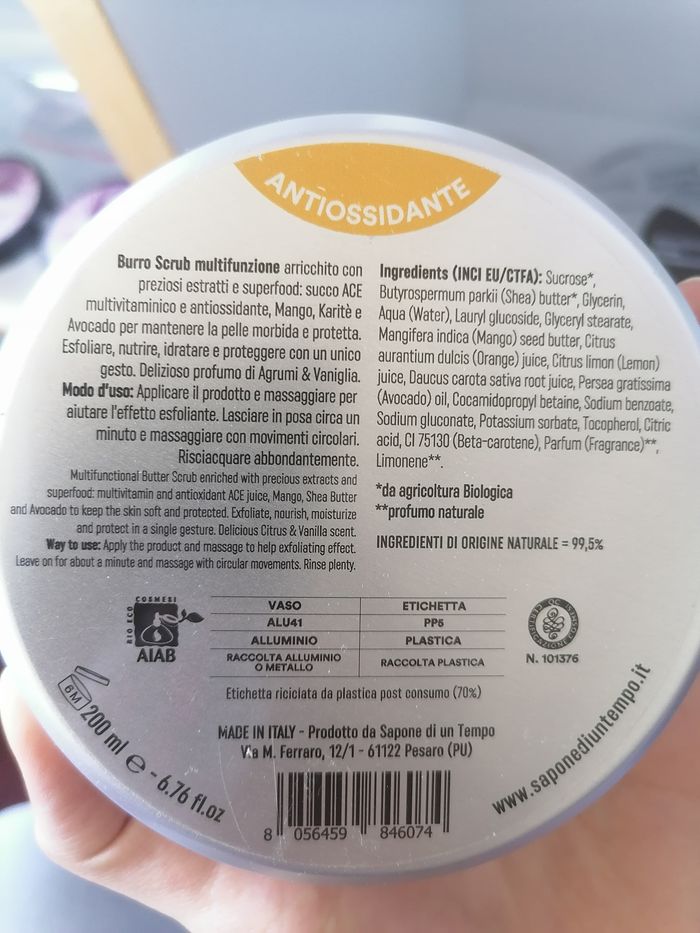 ANTIOSSIDANTE
Burro Scrub multifunzione arricchito con
preziosi estratti e superfood: succo ACE
multivitaminico e antiossidante, Mango, Karitè e
Avocado per mantenere la pelle morbida e protetta.
Esfoliare, nutrire, idratare e proteggere con un unico
gesto. Delizioso profumo di Agrumi & Vaniglia.
Modo d'uso: Applicare il prodotto e massaggiare per
aiutare l'effetto esfoliante. Lasciare in posa circa un
minuto e massaggiare con movimenti circolari.
Risciacquare abbondantemente.
Multifunctional Butter Scrub enriched with precious extracts and
superfood: multivitamin and antioxidant ACE juice, Mango, Shea Butter
and Avocado to keep the skin soft and protected. Exfoliate, nourish, moisturize
and protect in a single gesture. Delicious Citrus & Vanilla scent.
Way to use: Apply the product and massage to help exfoliating effect.
Leave on for about a minute and massage with circular movements. Rinse plenty.
Ingredients (INCI EU/CTFA): Sucrose*,
Butyrospermum parkii (Shea) butter*, Glycerin,
Aqua (Water), Lauryl glucoside, Glyceryl stearate,
Mangifera indica (Mango) seed butter, Citrus
aurantium dulcis (Orange) juice, Citrus limon (Lemon)
juice, Daucus carota sativa root juice, Persea gratissima
(Avocado) oil, Cocamidopropyl betaine, Sodium benzoate,
Sodium gluconate, Potassium sorbate, Tocopherol, Citric
acid, CI 75130 (Beta-carotene), Parfum (Fragrance)**,
Limonene**.
*da agricoltura Biologica
**profumo naturale
INGREDIENTI DI ORIGINE NATURALE = 99,5%
COSMESI
BIO ECO
AIAB
VASO ETICHETTA
ALU41 PP5
ALLUMINIO PLASTICA
RACCOLTA ALLUMINIO
O METALLO
RACCOLTA PLASTICA
N. 101376
Etichetta riciclata da plastica post consumo (70%)
6M
200 ml e - 6.76 fl.oz
MADE IN ITALY - Prodotto da Sapone di un Tempo
Via M. Ferraro, 12/1 - 61122 Pesaro (PU)
www.saponediuntempo.it
8 056459 846074